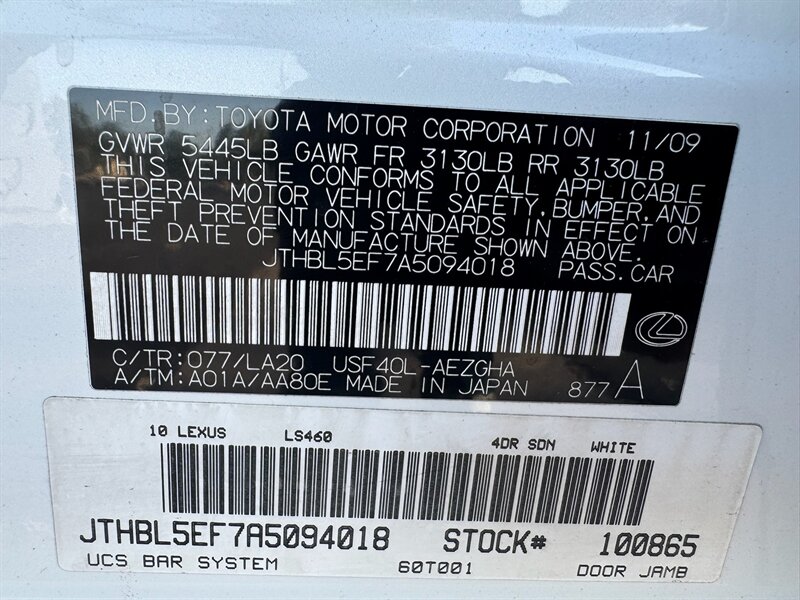 MFD. BY: TOYOTA MOTOR CORPORATION 11/09
GVWR 5445LB GAWR FR 3130LB RR 3130LB
THIS VEHICLE CONFORMS TO ALL APPLICABLE
FEDERAL MOTOR VEHICLE SAFETY, BUMPER, AND
THEFT PREVENTION STANDARDS IN EFFECT ON
THE DATE OF MANUFACTURE SHOWN ABOVE.
JTHBL5EF7A5094018 PASS.CAR
C/TR: 077/LA20 USF40L-AEZGHA
A/TM: A01A/AA80E MADE IN JAPAN 877 A
10 LEXUS LS460 4DR SDN WHITE
JTHBL5EF7A5094018 STOCK# 100865
UCS BAR SYSTEM 60T001 DOOR JAMB